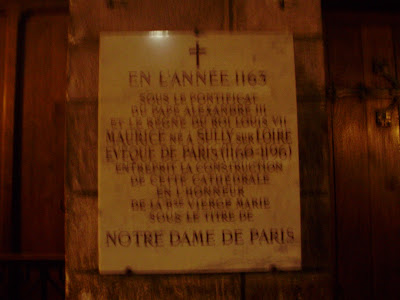 EN L'ANNÉE 1163
SOUS LE PONTIFICAT
DU PAPE ALEXANDRE III
ET LE RÈGNE DU ROI LOUIS VII
MAURICE NÉ A SULLY SUR LOIRE
EVEQUE DE PARIS (1160-1196)
ENTREPRIT LA CONSTRUCTION
DE CETTE CATHÉDRALE
EN L'HONNEUR
DE LA BSE VIERGE MARIE
SOUS LE TITRE DE
NOTRE DAME DE PARIS